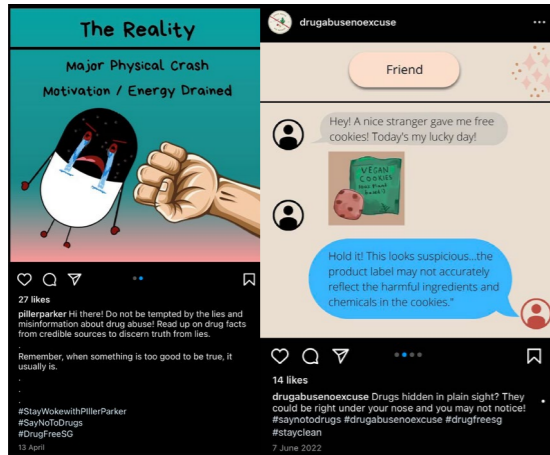 The Reality
Major Physical Crash
Motivation / Energy Drained
27 likes
pillerparker Hi there! Do not be tempted by the lies and
misinformation about drug abuse! Read up on drug facts
from credible sources to discern truth from lies.
.
Remember, when something is too good to be true, it
usually is.
.
.
.
#StayWokewithPIllerParker
#SayNoToDrugs
#DrugFreeSG
13 April
drugabusenoexcuse
Friend
Hey! A nice stranger gave me free
cookies! Today's my lucky day!
VEGAN
COOKIES
Hold it! This looks suspicious...the
product label may not accurately
reflect the harmful ingredients and
chemicals in the cookies."
14 likes
drugabusenoexcuse Drugs hidden in plain sight? They
could be right under your nose and you may not notice!
#saynotodrugs #drugabusenoexcuse #drugfreesg
#stayclean
7 June 2022